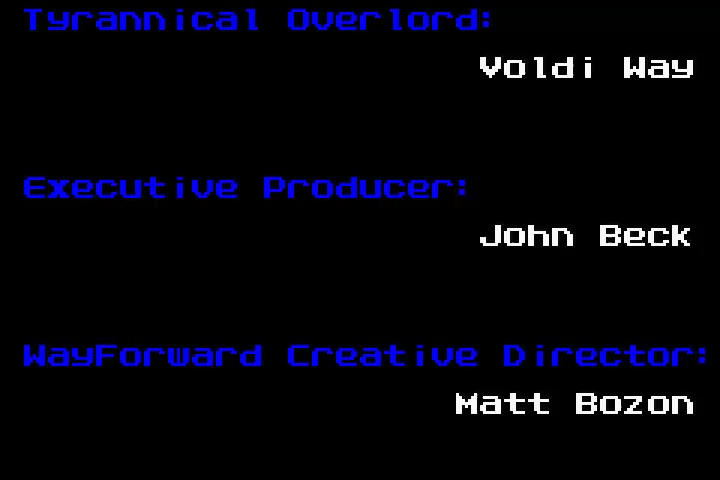 Tyrannical Overlord:
Voldi Way
Executive Producer:
John Beck
WayForward Creative Director:
Matt Bozon